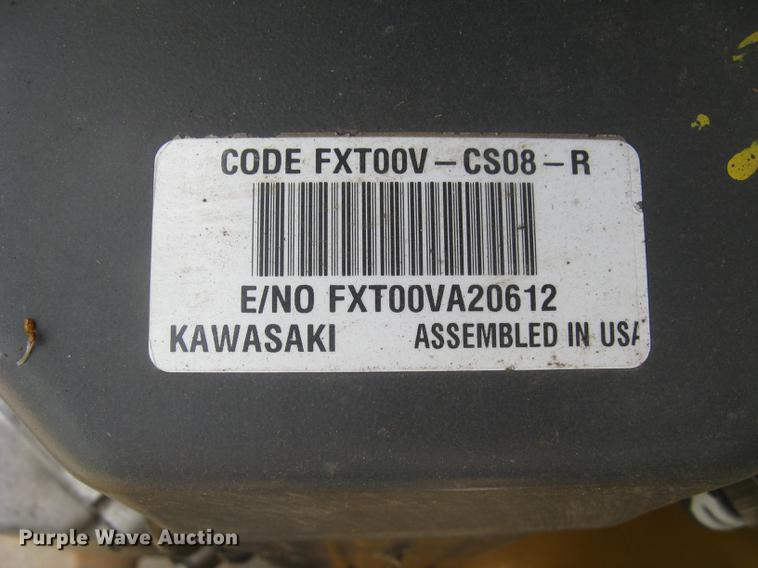 CODE FXT00V-CS08-R
E/NO FXT00VA20612
KAWASAKI ASSEMBLED IN USA
Purple Wave Auction